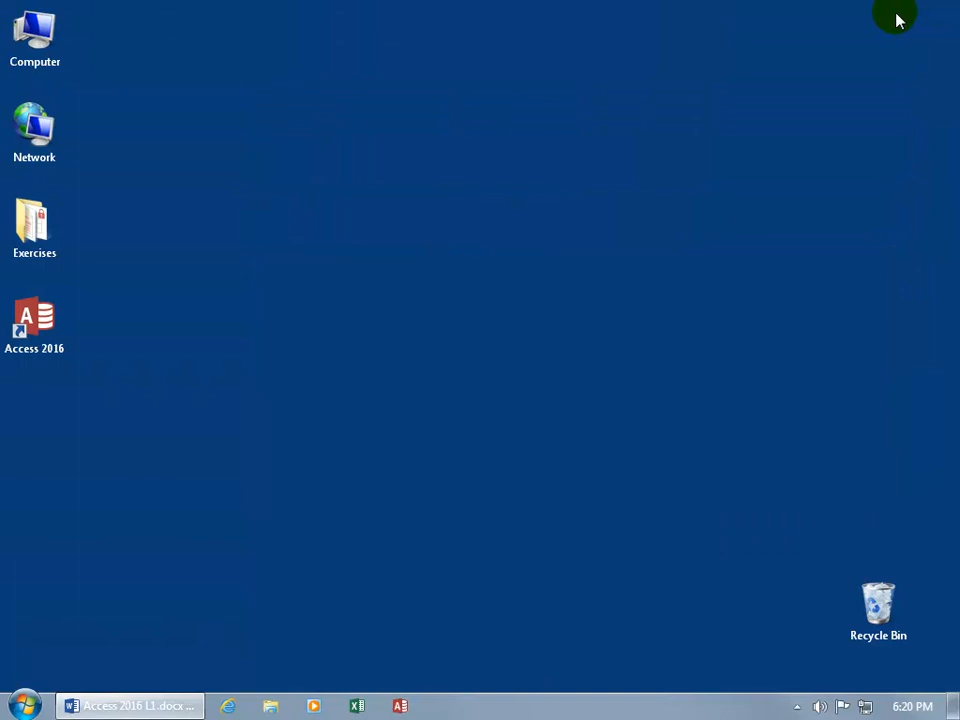 Computer
Network
Exercises
Access 2016
Recycle Bin
Access 2016 L1.docx ...
6:20 PM